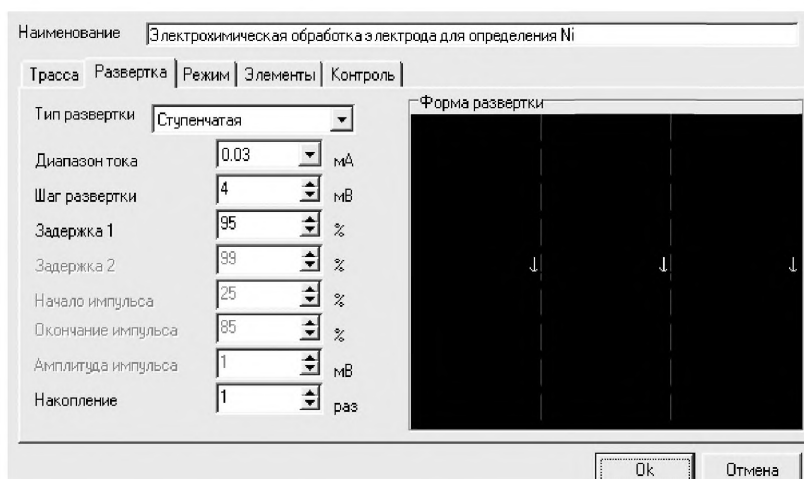 Наименование Электрохимическая обработка электрода для определения Ni
Трасса Развертка Режим Элементы Контроль
Тип развертки Ступенчатая
Форма развертки
Диапазон тока 0.03 мА
Шаг развертки 4 мВ
Задержка 1 95 %
Задержка 2 99 %
Начало импульса 25 %
Окончание импульса 85 %
Амплитуда импульса 1 мВ
Накопление 1 раз
Ok Отмена